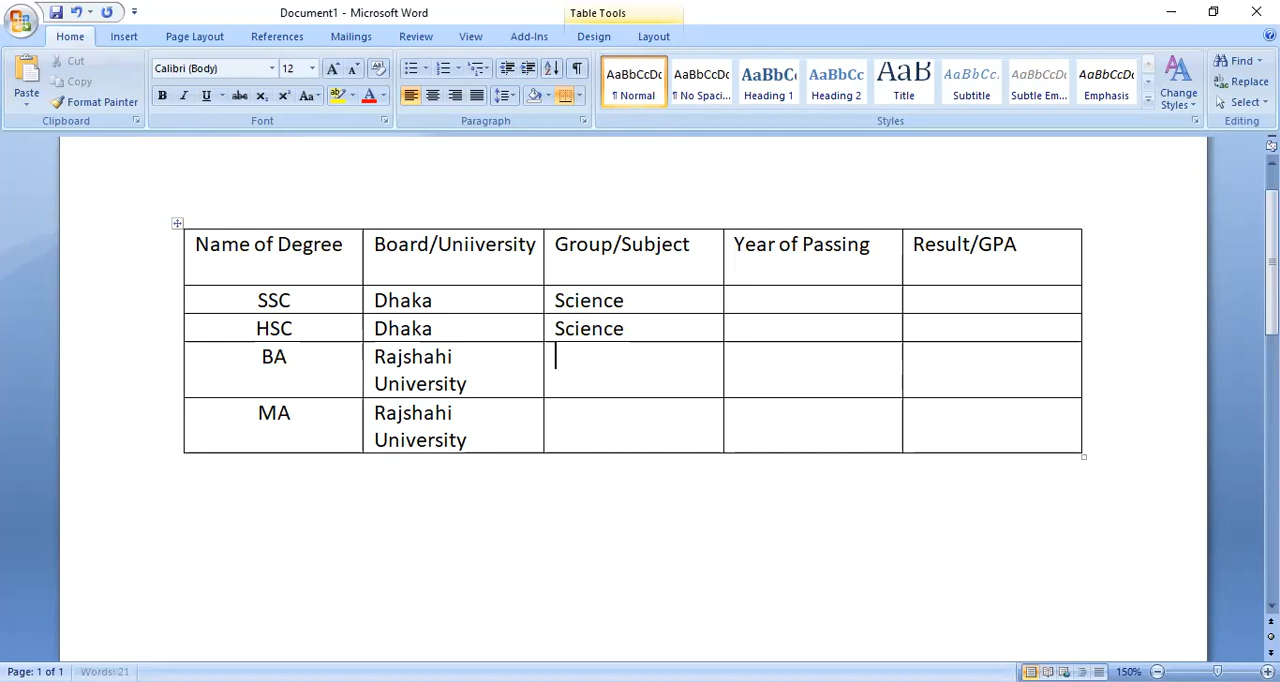 Document1 - Microsoft Word
Table Tools
Home Insert Page Layout References Mailings Review View Add-Ins Design Layout
Paste
Cut
Copy
Format Painter
Clipboard
Calibri (Body) 12
Font
Paragraph
AaBbCcDc AaBbCcDc AaBbC AaBbCc AaB AaBbCc. AaBbCcDc AaBbCcDc
¶ Normal ¶ No Spaci... Heading 1 Heading 2 Title Subtitle Subtle Em... Emphasis
Change Styles
Styles
Find
Replace
Select
Editing
Name of Degree Board/Uniiversity Group/Subject Year of Passing Result/GPA
SSC Dhaka Science
HSC Dhaka Science
BA Rajshahi
University
MA Rajshahi
University
Page: 1 of 1 Words: 21 150%